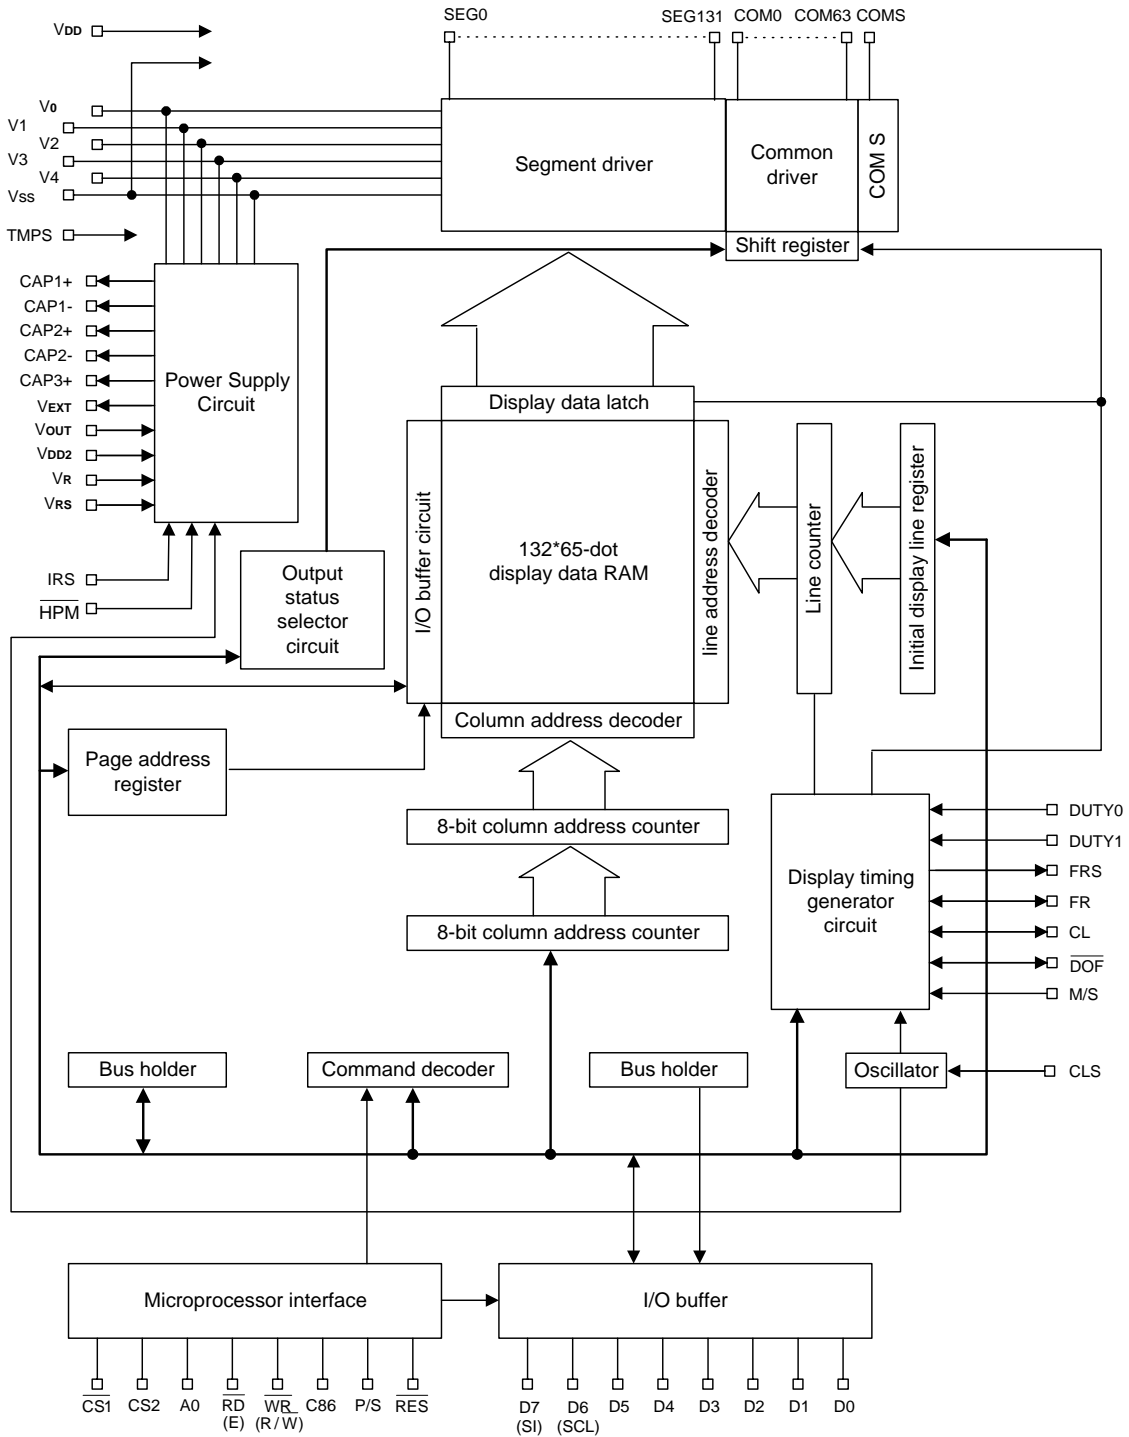 SEG0 SEG131 COM0 COM63 COMS
VDD
V0
V1
V2
V3
V4
VSS
TMPS
Segment driver
Common
driver
COM S
Shift register
CAP1+
CAP1-
CAP2+
CAP2-
CAP3+
VEXT
VOUT
VDD2
VR
VRS
Power Supply
Circuit
IRS
HPM
Output
status
selector
circuit
Display data latch
I/O buffer circuit
132*65-dot
display data RAM
line address decoder
Line counter
Initial display line register
Column address decoder
Page address
register
8-bit column address counter
8-bit column address counter
Display timing
generator
circuit
DUTY0
DUTY1
FRS
FR
CL
DOF
M/S
Bus holder
Command decoder
Bus holder
Oscillator
CLS
Microprocessor interface
I/O buffer
CS1 CS2 A0 RD WR C86 P/S RES
(E) (R/W)
D7 D6 D5 D4 D3 D2 D1 D0
(SI) (SCL)